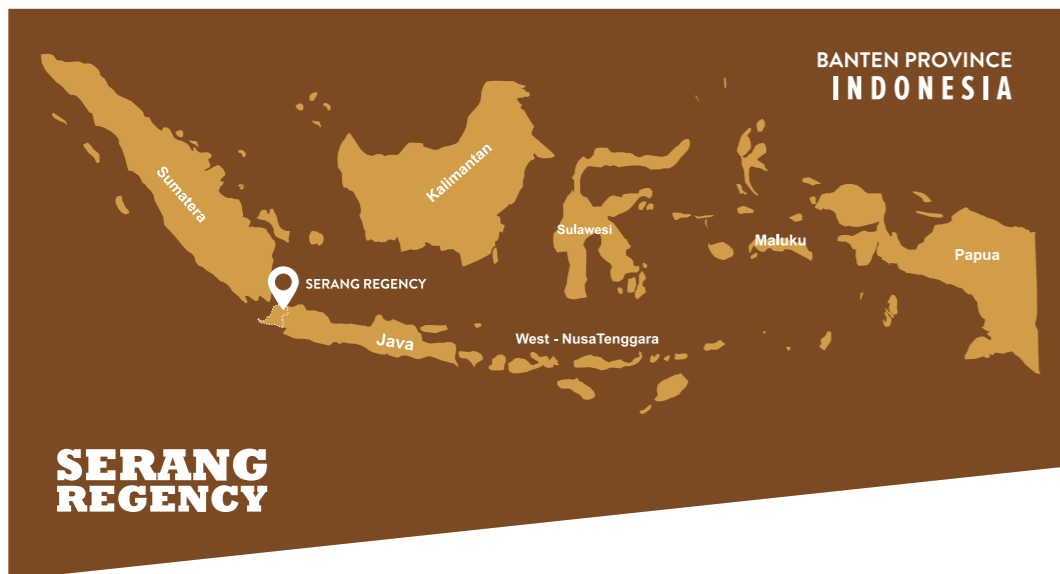 BANTEN PROVINCE
INDONESIA
Sumatera
Kalimantan
Sulawesi
Maluku
Papua
SERANG REGENCY
Java
West - NusaTenggara
SERANG
REGENCY